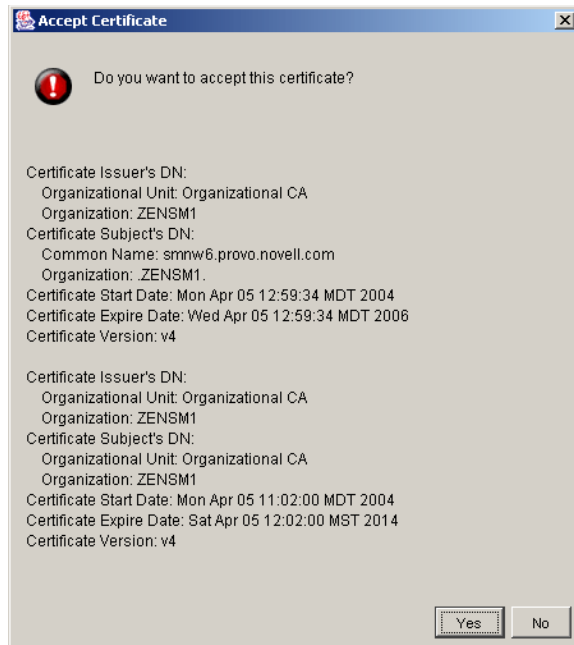 Accept Certificate
Do you want to accept this certificate?
Certificate Issuer's DN:
Organizational Unit: Organizational CA
Organization: ZENSM1
Certificate Subject's DN:
Common Name: smnw6.provo.novell.com
Organization: .ZENSM1.
Certificate Start Date: Mon Apr 05 12:59:34 MDT 2004
Certificate Expire Date: Wed Apr 05 12:59:34 MDT 2006
Certificate Version: v4
Certificate Issuer's DN:
Organizational Unit: Organizational CA
Organization: ZENSM1
Certificate Subject's DN:
Organizational Unit: Organizational CA
Organization: ZENSM1
Certificate Start Date: Mon Apr 05 11:02:00 MDT 2004
Certificate Expire Date: Sat Apr 05 12:02:00 MST 2014
Certificate Version: v4
Yes No